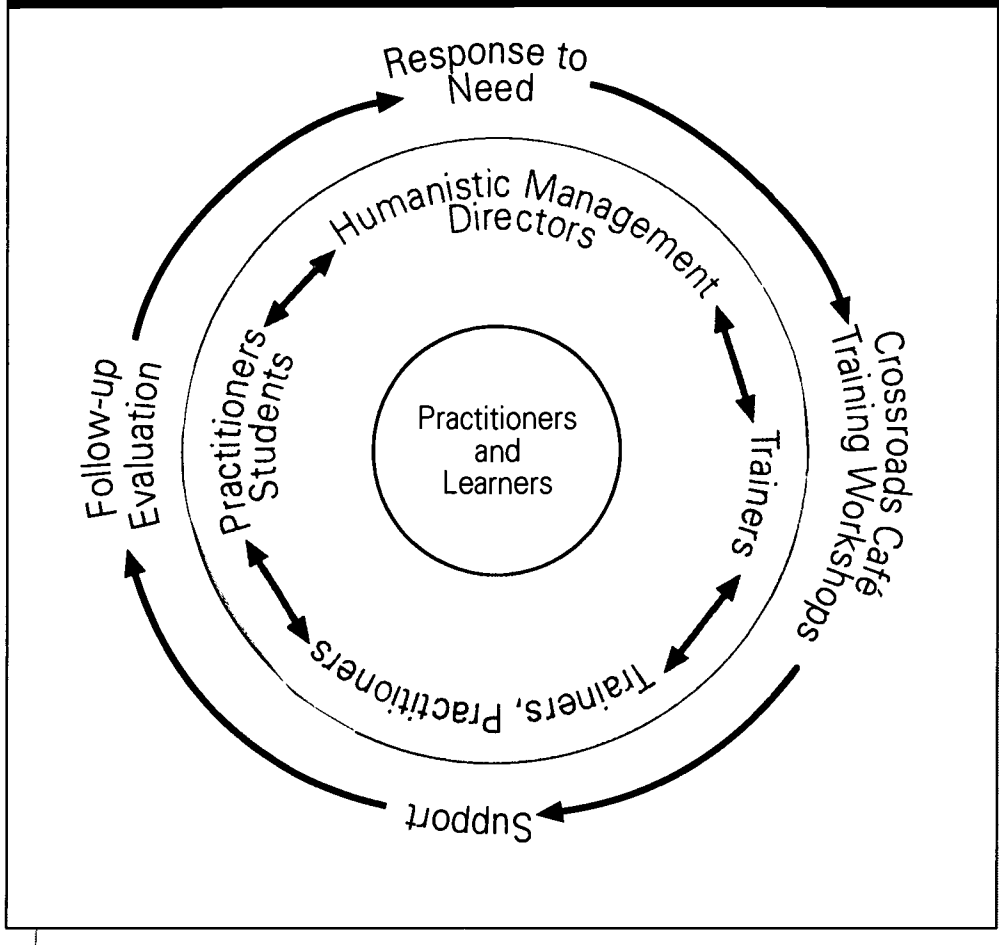 Response to
Need
Crossroads Café
Training Workshops
Support
Follow-up
Evaluation
Humanistic Management
Directors
Trainers
Trainers, Practitioners
Practitioners
Students
Practitioners
and
Learners